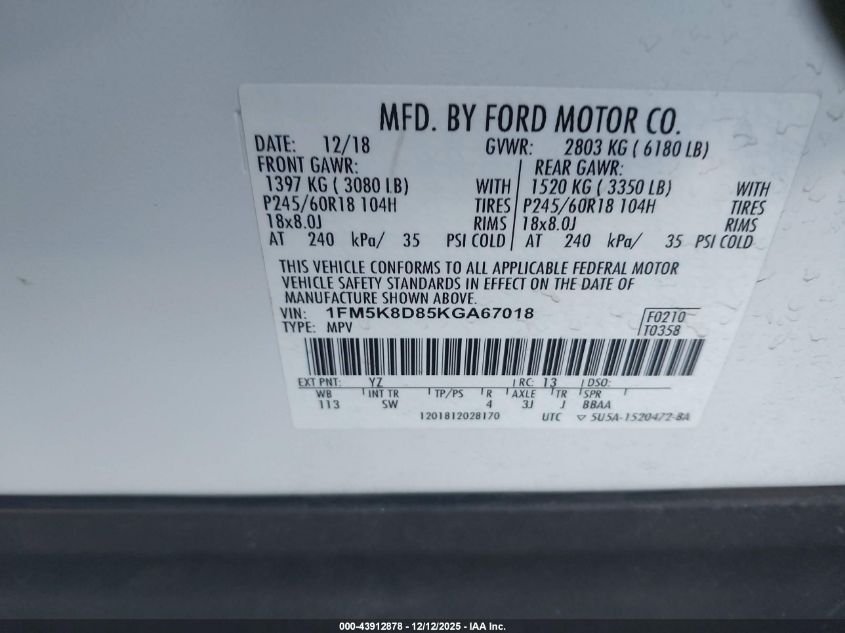 MFD. BY FORD MOTOR CO.
DATE: 12/18 GVWR: 2803 KG ( 6180 LB)
FRONT GAWR: REAR GAWR:
1397 KG ( 3080 LB) WITH 1520 KG ( 3350 LB) WITH
P245/60R18 104H TIRES P245/60R18 104H TIRES
18x8.0J RIMS 18x8.0J RIMS
AT 240 kPa/ 35 PSI COLD AT 240 kPa/ 35 PSI COLD
THIS VEHICLE CONFORMS TO ALL APPLICABLE FEDERAL MOTOR
VEHICLE SAFETY STANDARDS IN EFFECT ON THE DATE OF
MANUFACTURE SHOWN ABOVE.
VIN: 1FM5K8D85KGA67018 F0210
TYPE: MPV T0358
EXT PNT: YZ RC: 13 DSO:
WB INT TR TP/PS R AXLE TR SPR
113 SW 4 3J J BBAA
1201812028170 UTC 5U5A-1520472-BA
000-43912878 - 12/12/2025 - IAA Inc.